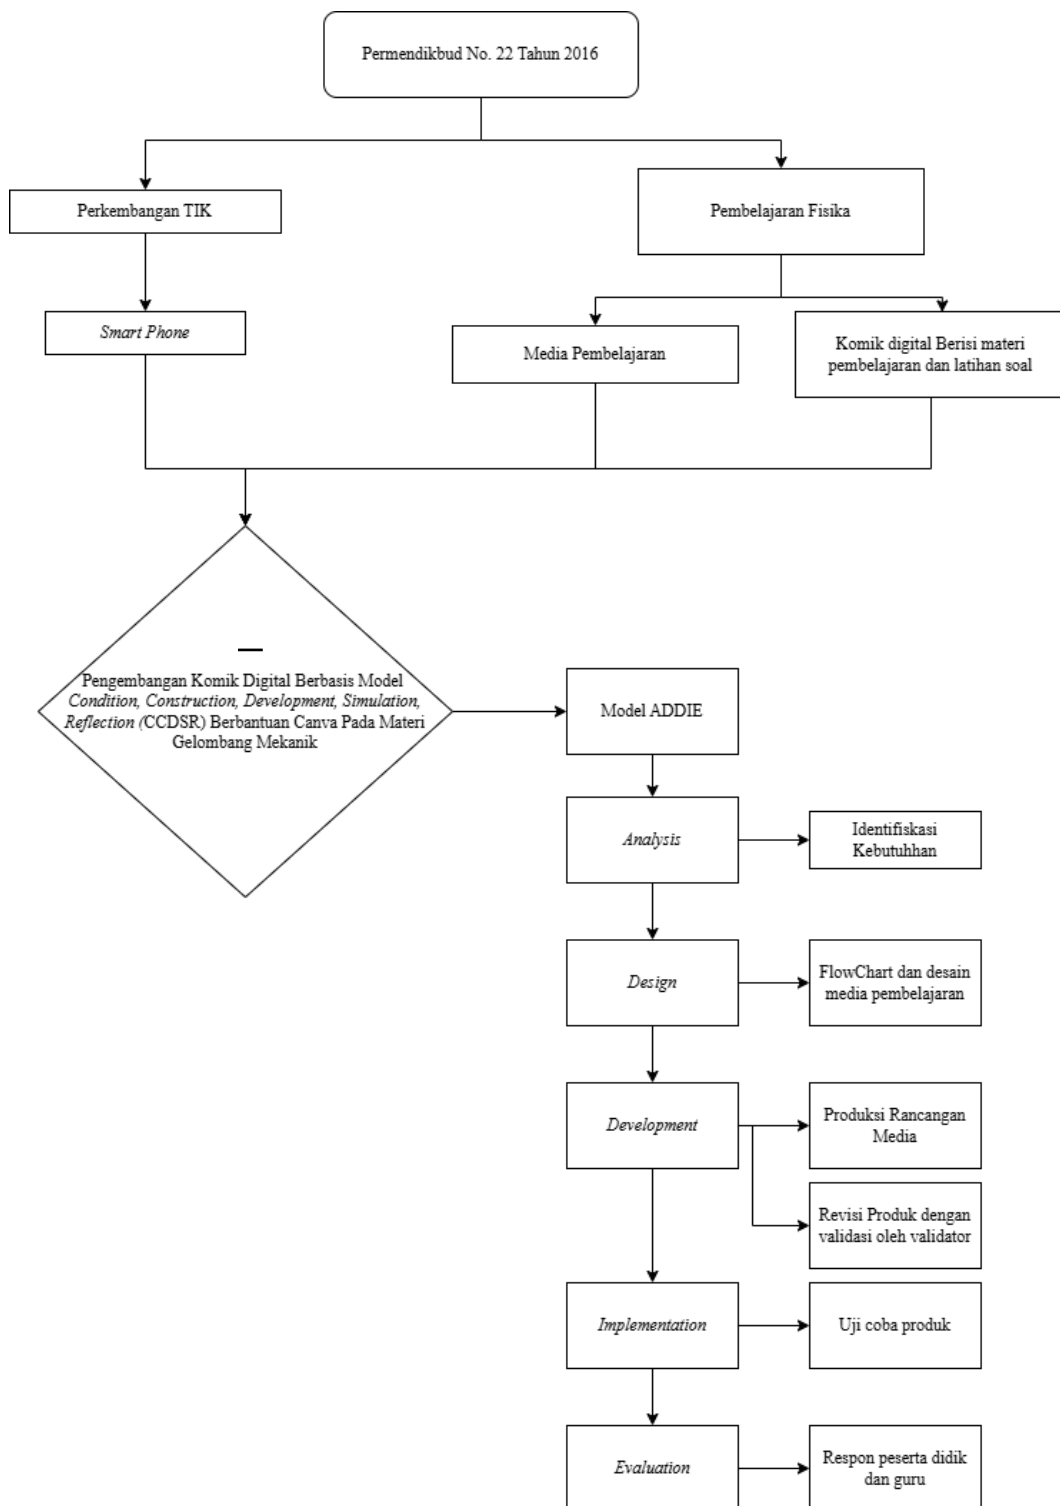 Permendikbud No. 22 Tahun 2016
Perkembangan TIK
Pembelajaran Fisika
Smart Phone
Media Pembelajaran
Komik digital Berisi materi
pembelajaran dan latihan soal
Pengembangan Komik Digital Berbasis Model
Condition, Construction, Development, Simulation,
Reflection (CCDSR) Berbantuan Canva Pada Materi
Gelombang Mekanik
Model ADDIE
Analysis
Identifiskasi
Kebutuhhan
Design
FlowChart dan desain
media pembelajaran
Development
Produksi Rancangan
Media
Revisi Produk dengan
validasi oleh validator
Implementation
Uji coba produk
Evaluation
Respon peserta didik
dan guru